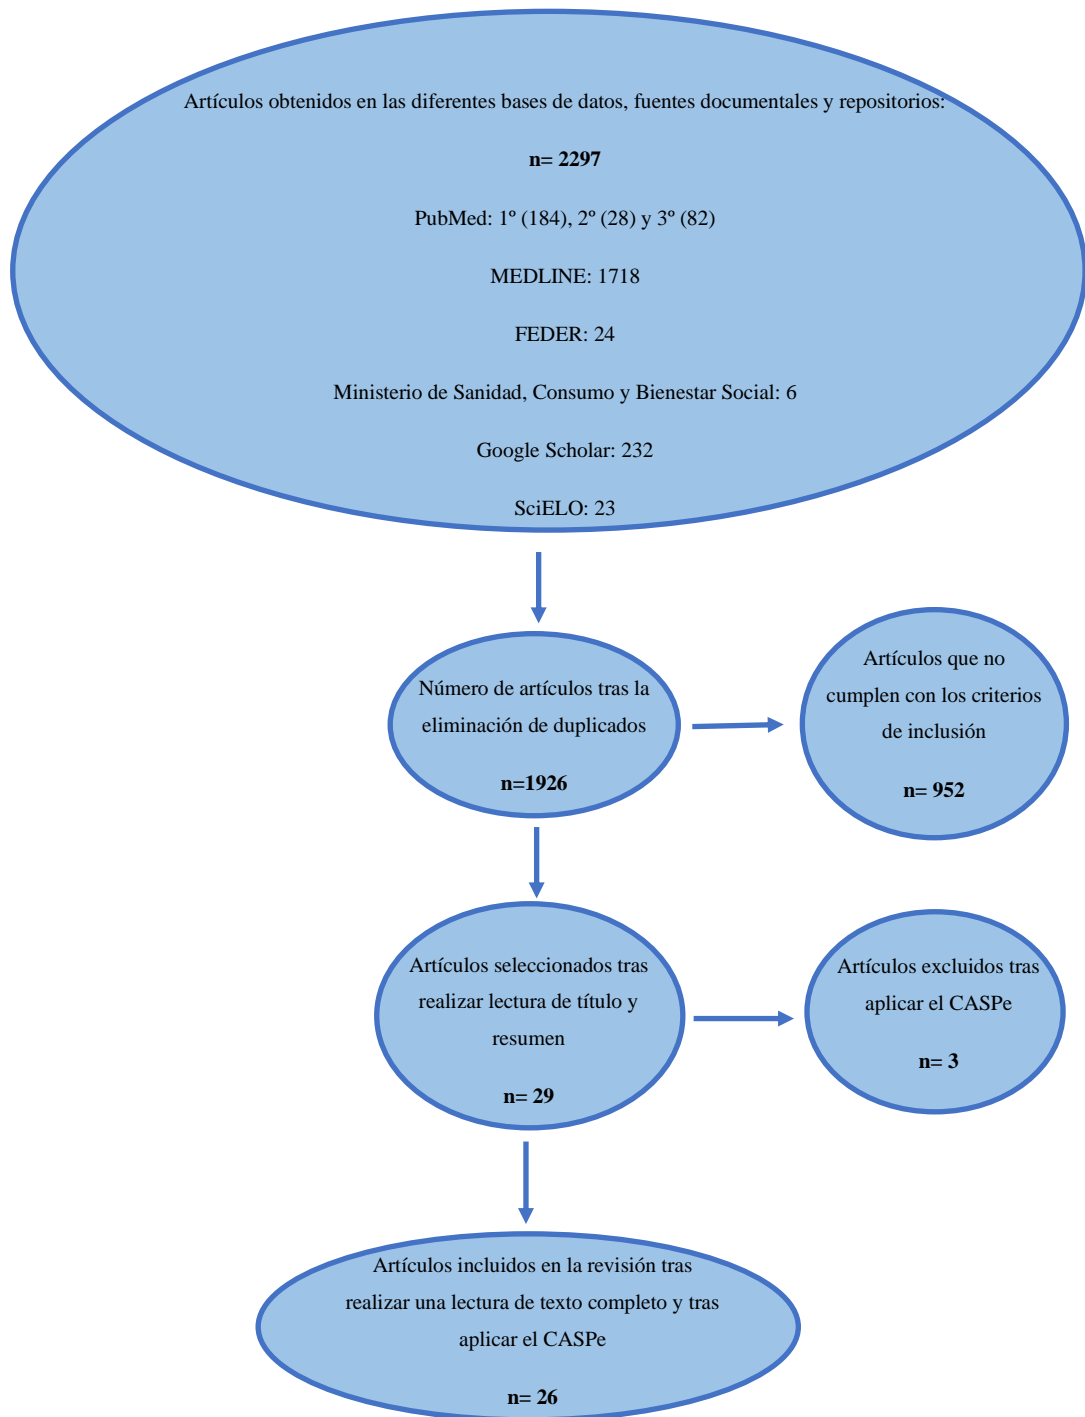 Artículos obtenidos en las diferentes bases de datos, fuentes documentales y repositorios:
n= 2297
PubMed: 1º (184), 2º (28) y 3º (82)
MEDLINE: 1718
FEDER: 24
Ministerio de Sanidad, Consumo y Bienestar Social: 6
Google Scholar: 232
SciELO: 23
Número de artículos tras la
eliminación de duplicados
n=1926
Artículos que no
cumplen con los criterios
de inclusión
n= 952
Artículos seleccionados tras
realizar lectura de título y
resumen
n= 29
Artículos excluidos tras
aplicar el CASPe
n= 3
Artículos incluidos en la revisión tras
realizar una lectura de texto completo y tras
aplicar el CASPe
n= 26